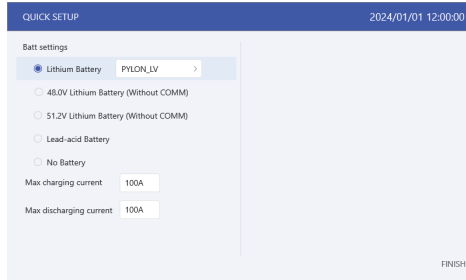 QUICK SETUP 2024/01/01 12:00:00
Batt settings
Lithium Battery PYLON_LV >
48.0V Lithium Battery (Without COMM)
51.2V Lithium Battery (Without COMM)
Lead-acid Battery
No Battery
Max charging current 100A
Max discharging current 100A
FINISH